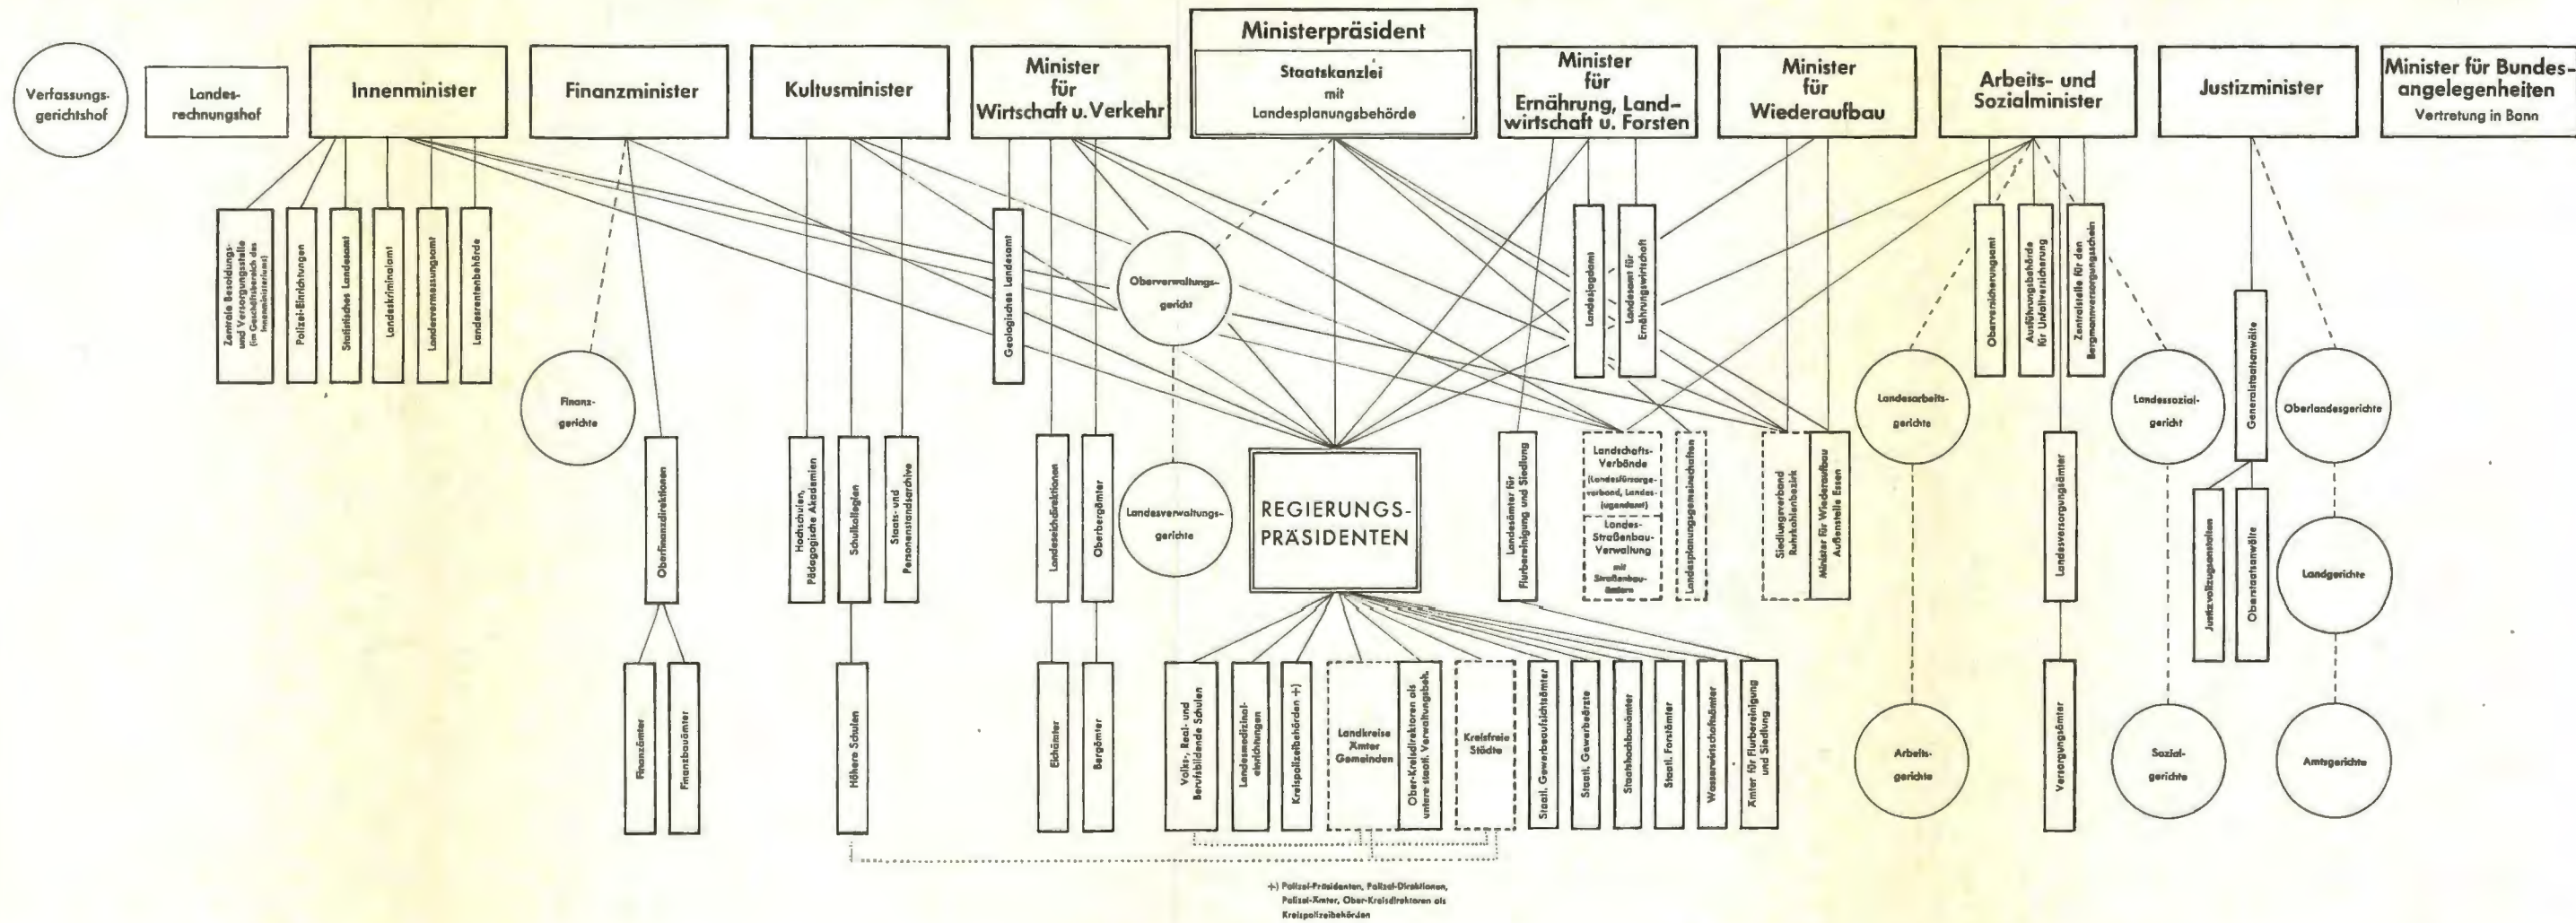 Verfassungs-
gerichtshof
Landes-
rechnungshof
Innenminister
Finanzminister
Kultusminister
Minister
für
Wirtschaft u. Verkehr
Ministerpräsident
Staatskanzlei
mit
Landesplanungsbehörde
Minister
für
Ernährung, Land-
wirtschaft u. Forsten
Minister
für
Wiederaufbau
Arbeits- und
Sozialminister
Justizminister
Minister für Bundes-
angelegenheiten
Vertretung in Bonn
Zentrale Besoldungs-
und Versorgungsstelle
(im Geschäftsbereich des
Innenministeriums)
Polizei-Einrichtungen
Statistisches Landesamt
Landeskriminalamt
Landesvermessungsamt
Landesrentenbehörde
Geologisches Landesamt
Oberverwaltungs-
gericht
Landesjagdamt
Landesamt für
Ernährungswirtschaft
Oberversicherungsamt
Ausführungsbehörde
für Unfallversicherung
Zentralstelle für den
Bergmannversorgungsschein
Finanz-
gerichte
Landesarbeits-
gerichte
Landessozial-
gericht
Generalstaatsanwälte
Oberlandesgerichte
Oberfinanzdirektionen
Hochschulen,
Pädagogische Akademien
Schulkollegien
Staats- und
Personenstandsarchive
Landeseichdirektionen
Oberbergämter
Landesverwaltungs-
gerichte
REGIERUNGS-
PRÄSIDENTEN
Landesämter für
Flurbereinigung und Siedlung
Landschafts-
Verbände
(Landesfürsorge-
verband, Landes-
jugendamt)
Landes-
Straßenbau-
Verwaltung
mit
Straßenbau-
ämtern
Landesplanungsgemeinschaften
Siedlungsverband
Ruhrkohlenbezirk
Minister für Wiederaufbau
Außenstelle Essen
Landesversorgungsämter
Justizvollzugsanstalten
Oberstaatsanwälte
Landgerichte
Finanzämter
Finanzbauämter
Höhere Schulen
Eichämter
Bergämter
Volks-, Real- und
Berufsbildende Schulen
Landesmedizinal-
einrichtungen
Kreispolizeibehörden +)
Landkreise
Ämter
Gemeinden
Ober-Kreisdirektoren als
untere staatl. Verwaltungsbeh.
Kreisfreie
Städte
Staatl. Gewerbeaufsichtsämter
Staatl. Gewerbeärzte
Staatshochbauämter
Staatl. Forstämter
Wasserwirtschaftsämter
Ämter für Flurbereinigung
und Siedlung
Arbeits-
gerichte
Versorgungsämter
Sozial-
gerichte
Amtsgerichte
+) Polizei-Präsidenten, Polizei-Direktionen,
Polizei-Ämter, Ober-Kreisdirektoren als
Kreispolizeibehörden